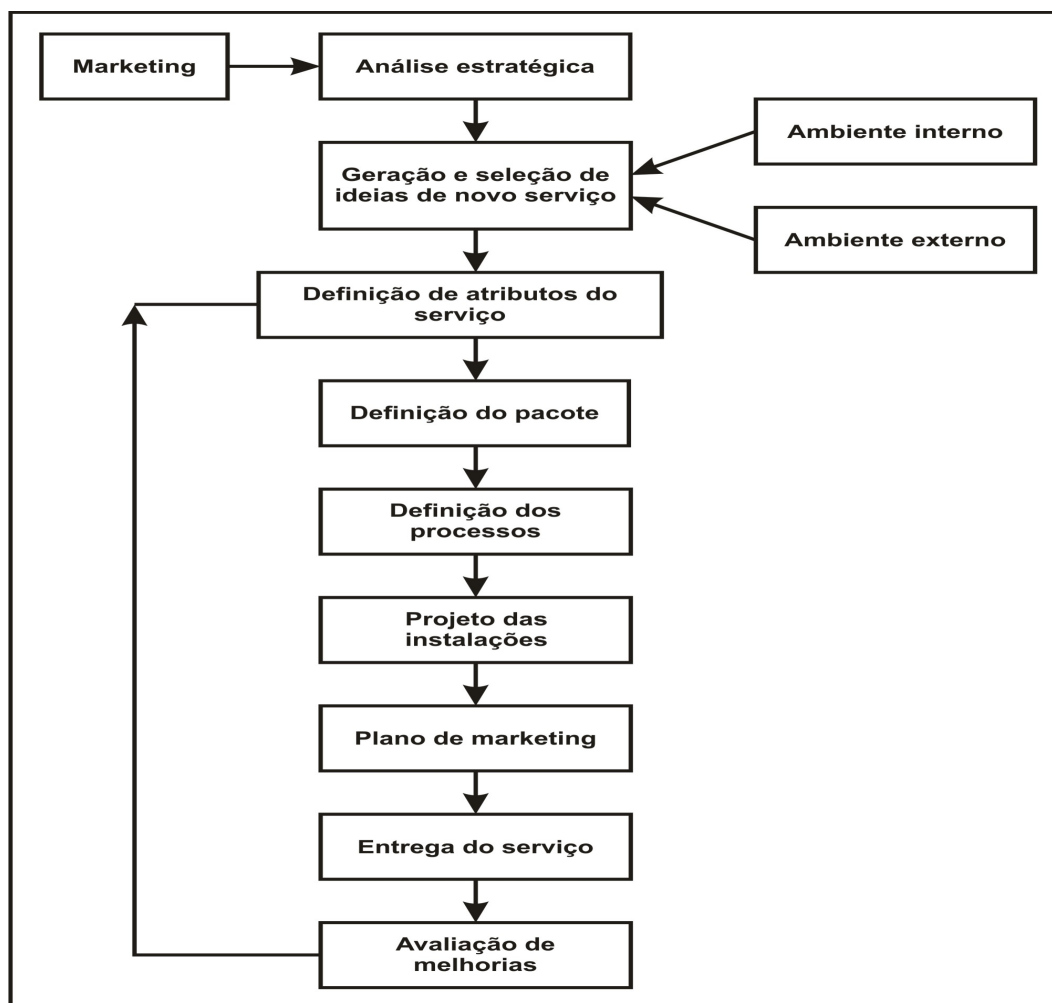 Marketing
Análise estratégica
Ambiente interno
Geração e seleção de
ideias de novo serviço
Ambiente externo
Definição de atributos do
serviço
Definição do pacote
Definição dos
processos
Projeto das
instalações
Plano de marketing
Entrega do serviço
Avaliação de
melhorias